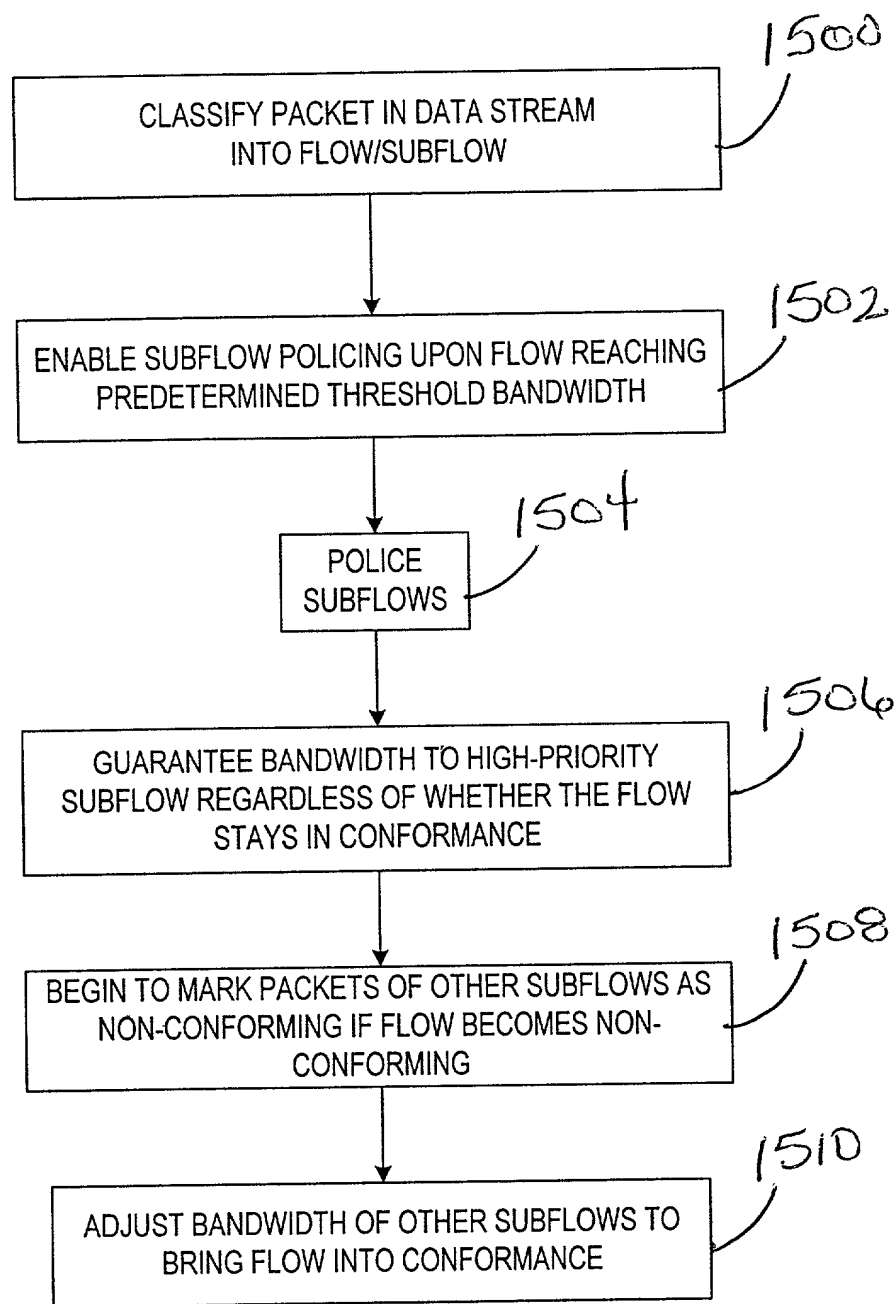 1500
CLASSIFY PACKET IN DATA STREAM
INTO FLOW/SUBFLOW
1502
ENABLE SUBFLOW POLICING UPON FLOW REACHING
PREDETERMINED THRESHOLD BANDWIDTH
1504
POLICE
SUBFLOWS
1506
GUARANTEE BANDWIDTH TO HIGH-PRIORITY
SUBFLOW REGARDLESS OF WHETHER THE FLOW
STAYS IN CONFORMANCE
1508
BEGIN TO MARK PACKETS OF OTHER SUBFLOWS AS
NON-CONFORMING IF FLOW BECOMES NON-
CONFORMING
1510
ADJUST BANDWIDTH OF OTHER SUBFLOWS TO
BRING FLOW INTO CONFORMANCE